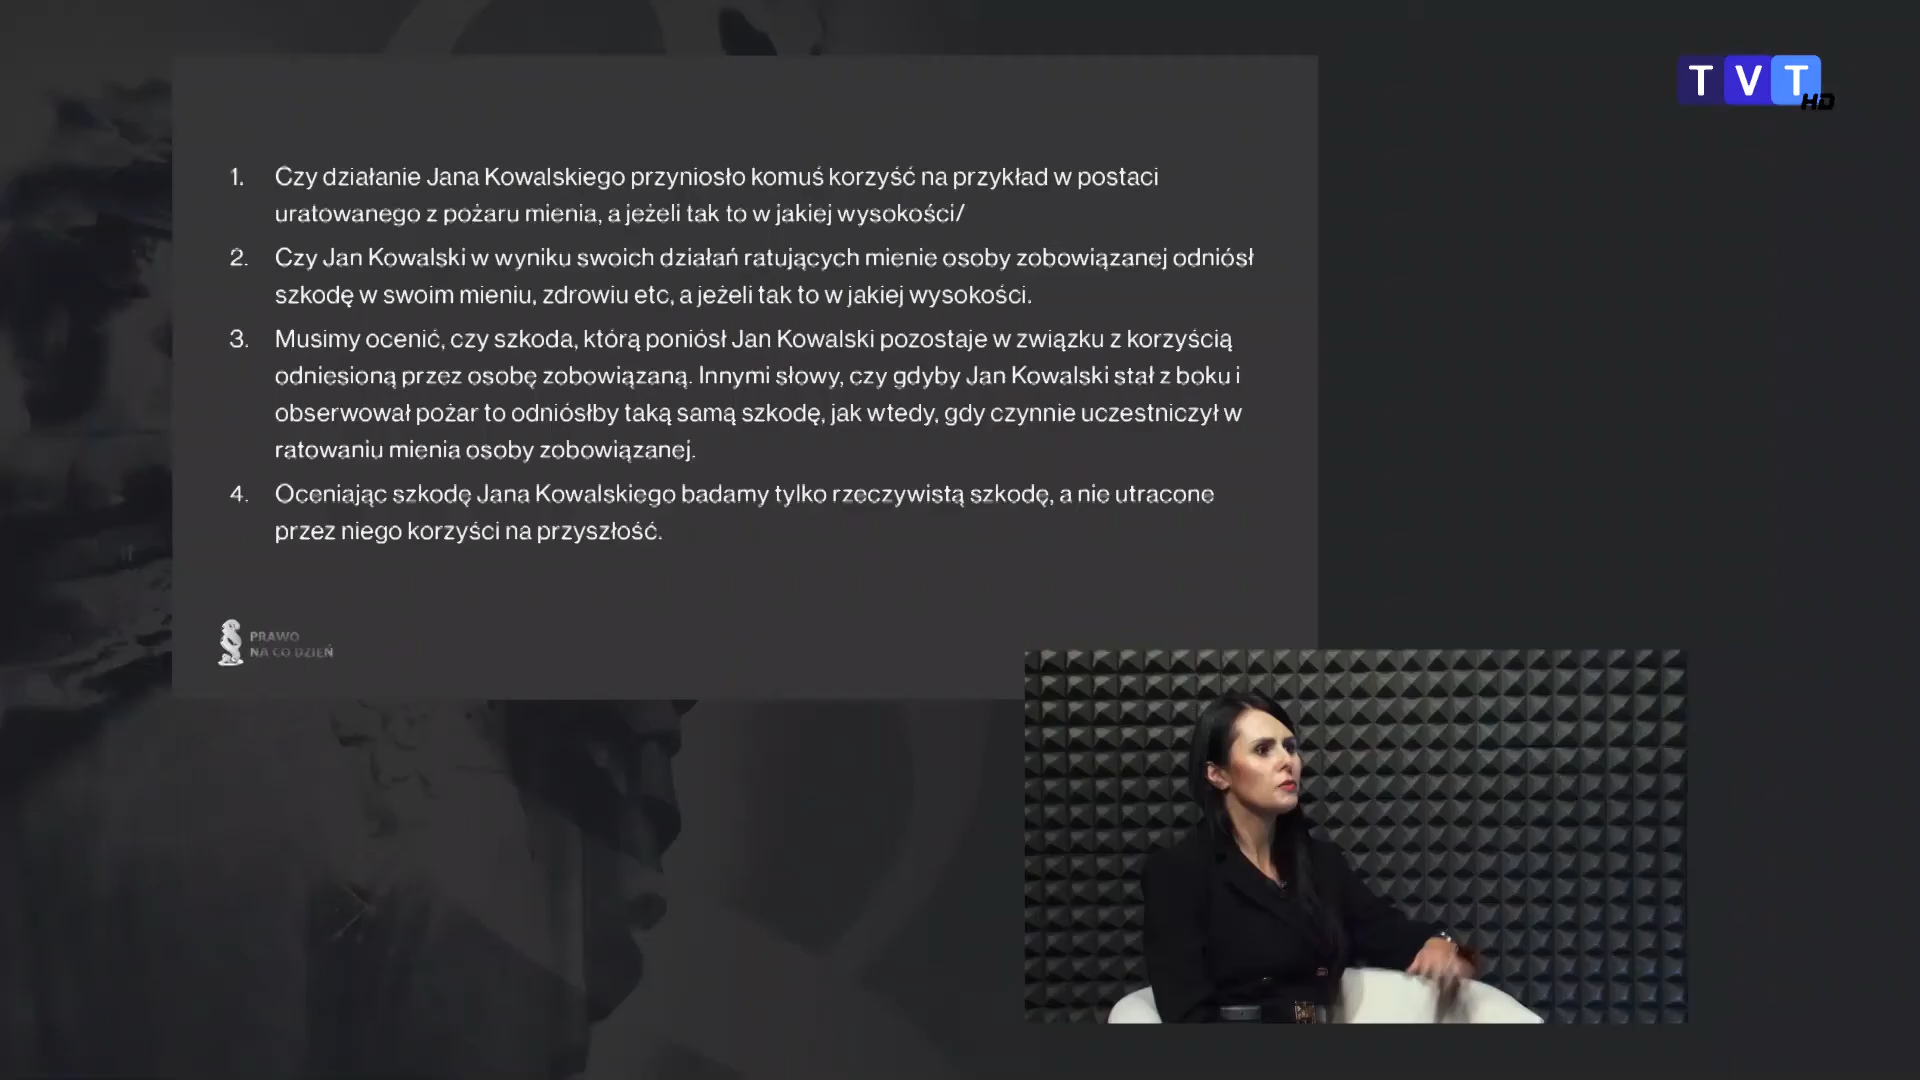 TVT HD
1. Czy działanie Jana Kowalskiego przyniosło komuś korzyść na przykład w postaci
uratowanego z pożaru mienia, a jeżeli tak to w jakiej wysokości/
2. Czy Jan Kowalski w wyniku swoich działań ratujących mienie osoby zobowiązanej odniósł
szkodę w swoim mieniu, zdrowiu etc, a jeżeli tak to w jakiej wysokości.
3. Musimy ocenić, czy szkoda, którą poniósł Jan Kowalski pozostaje w związku z korzyścią
odniesioną przez osobę zobowiązaną. Innymi słowy, czy gdyby Jan Kowalski stał z boku i
obserwował pożar to odniósłby taką samą szkodę, jak wtedy, gdy czynnie uczestniczył w
ratowaniu mienia osoby zobowiązanej.
4. Oceniając szkodę Jana Kowalskiego badamy tylko rzeczywistą szkodę, a nie utracone
przez niego korzyści na przyszłość.
PRAWO
NA CO DZIEŃ